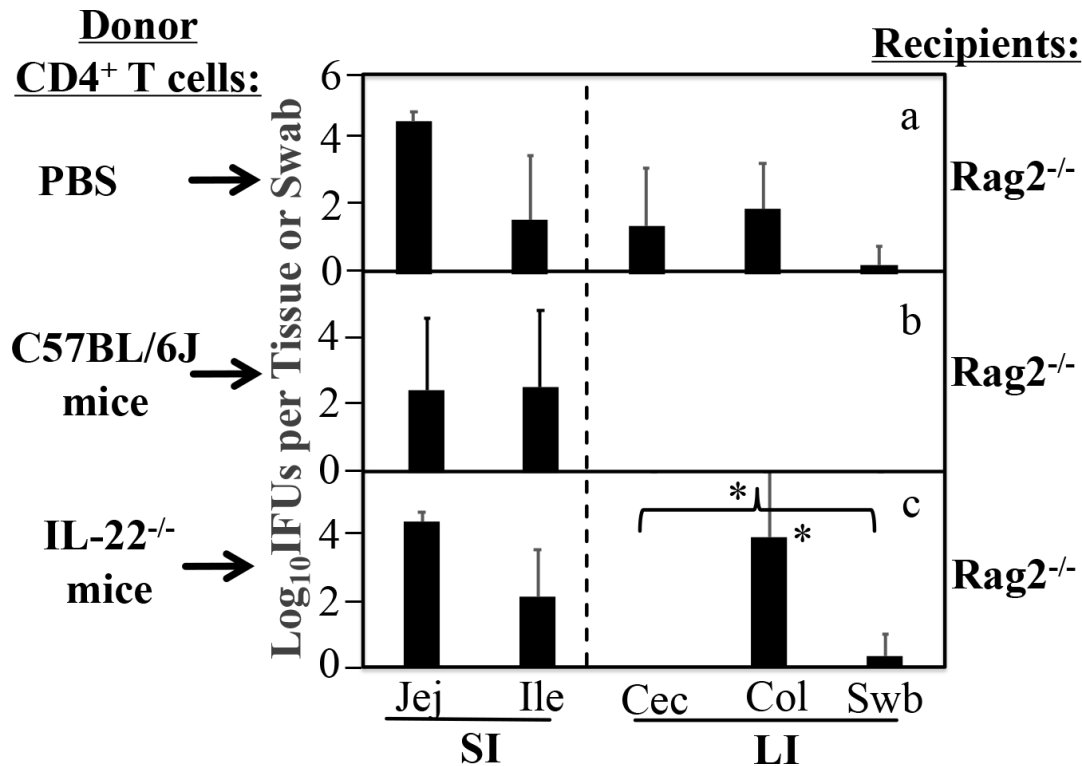 Donor
CD4⁺ T cells:
Recipients:
Log₁₀IFUs per Tissue or Swab
PBS
6
4
2
0
a
Rag2⁻/⁻
C57BL/6J
mice
4
2
0
b
Rag2⁻/⁻
IL-22⁻/⁻
mice
4
2
0
*
*
c
Rag2⁻/⁻
Jej Ile Cec Col Swb
SI LI